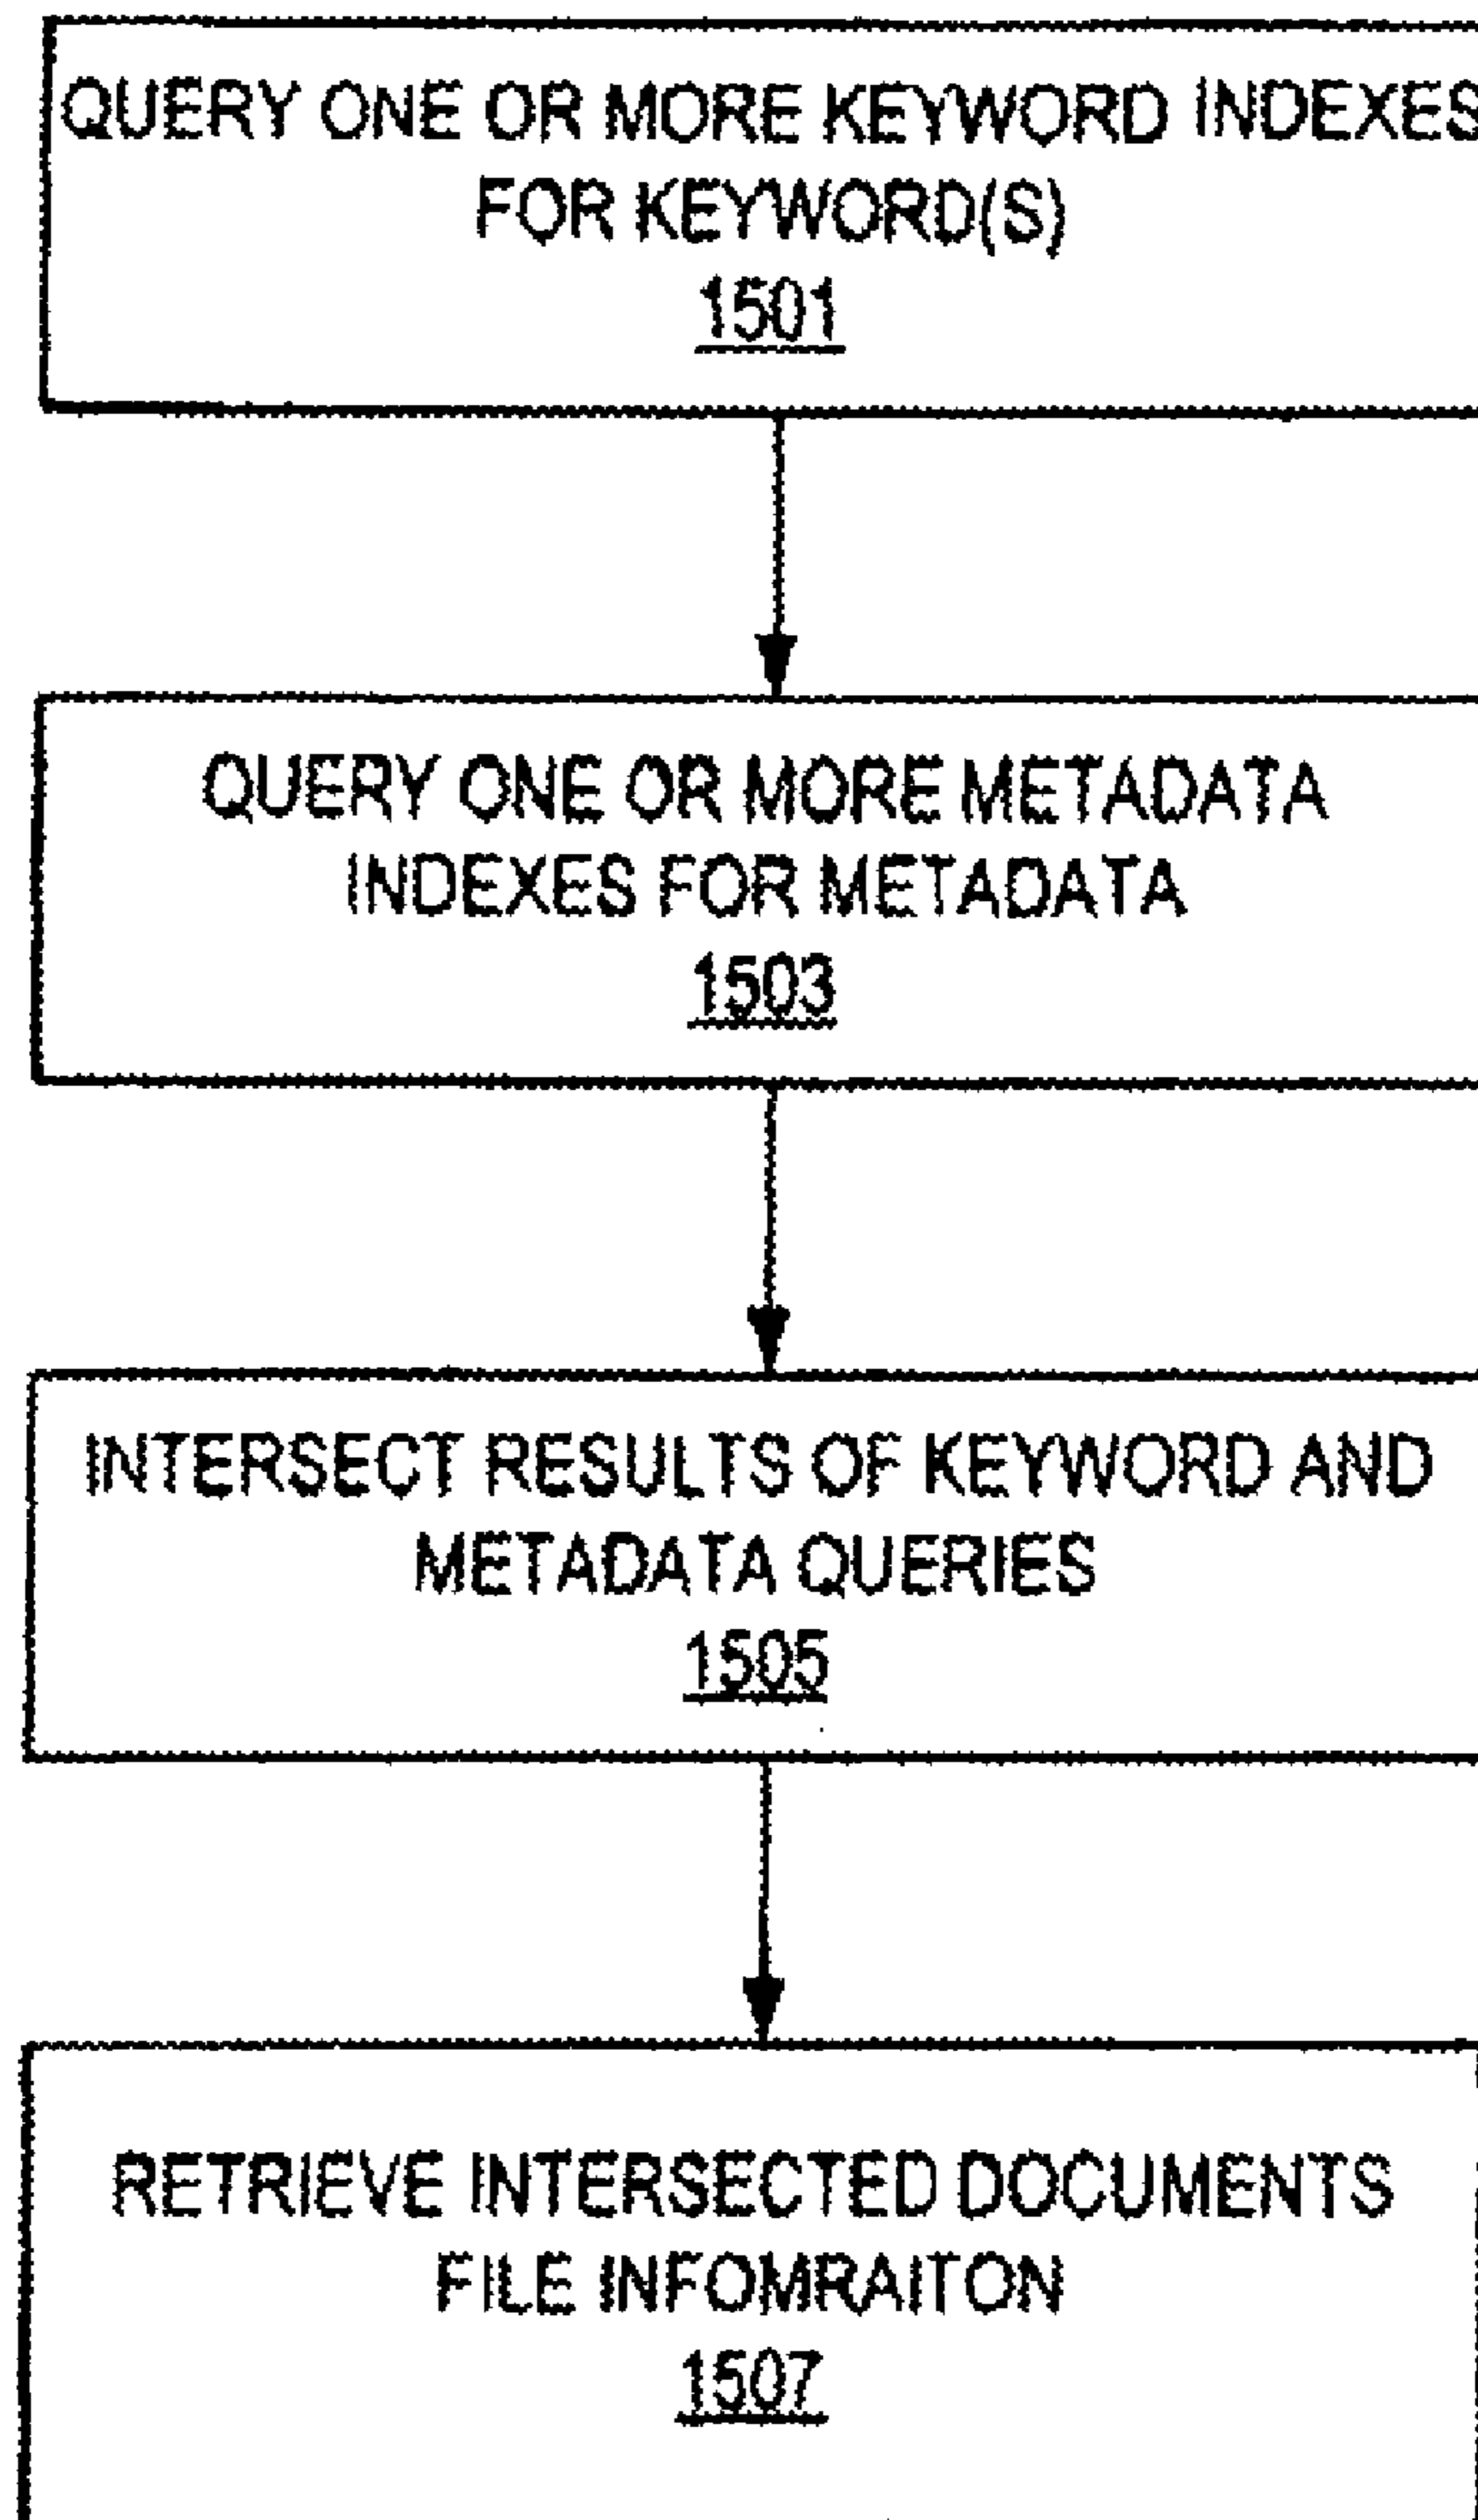 QUERY ONE OR MORE KEYWORD INDEXES
FOR KEYWORD(S)
1501
QUERY ONE OR MORE METADATA
INDEXES FOR METADATA
1503
INTERSECT RESULTS OF KEYWORD AND
METADATA QUERIES
1505
RETRIEVE INTERSECTED DOCUMENTS
FILE INFOMRAITON
1507